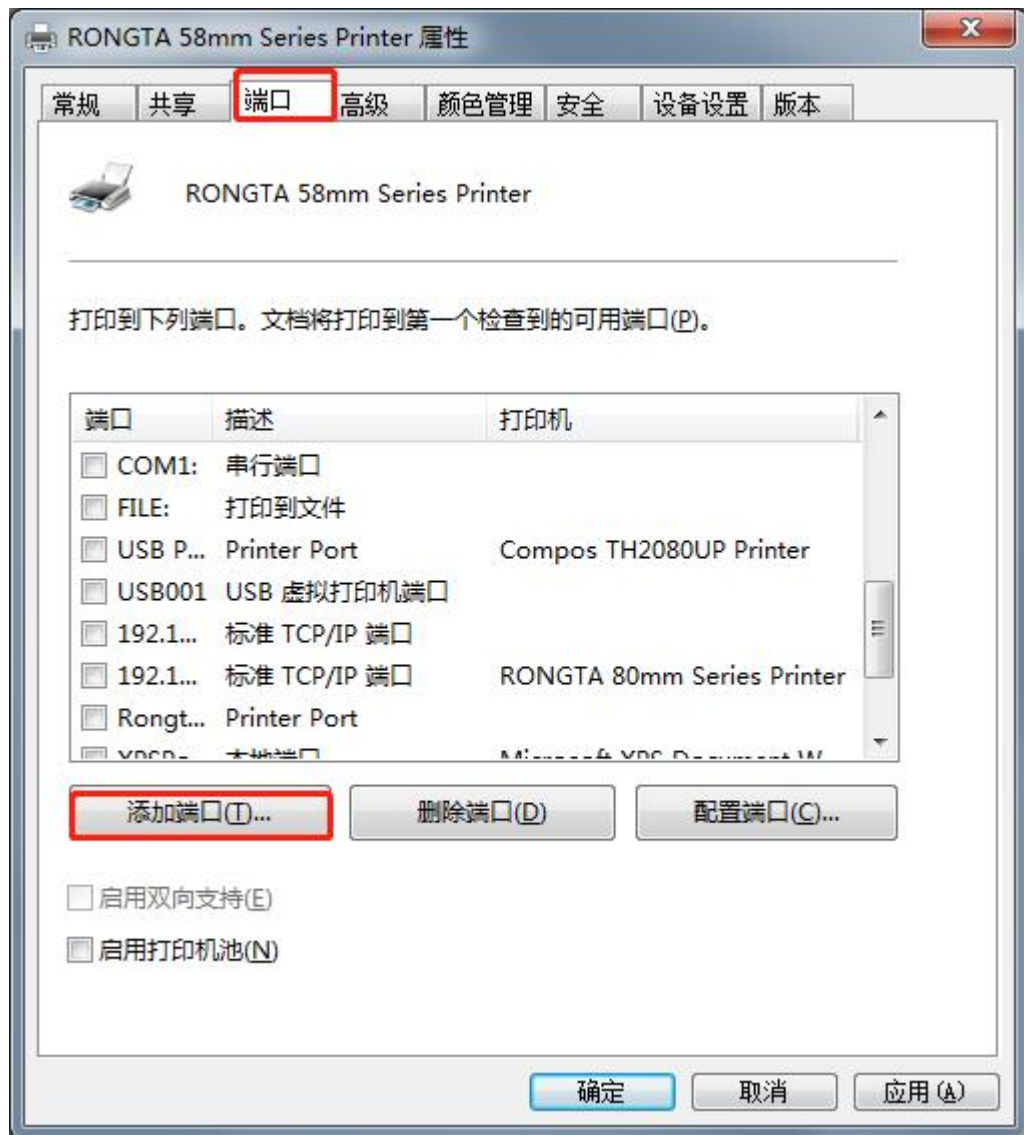 RONGTA 58mm Series Printer 属性
常规 共享 端口 高级 颜色管理 安全 设备设置 版本
RONGTA 58mm Series Printer
打印到下列端口。文档将打印到第一个检查到的可用端口(P)。
端口 描述 打印机
COM1: 串行端口
FILE: 打印到文件
USB P... Printer Port Compos TH2080UP Printer
USB001 USB 虚拟打印机端口
192.1... 标准 TCP/IP 端口
192.1... 标准 TCP/IP 端口 RONGTA 80mm Series Printer
Rongt... Printer Port
本地端口 Microsoft XPS Document W...
添加端口(T)... 删除端口(D) 配置端口(C)...
启用双向支持(E)
启用打印机池(N)
确定 取消 应用(A)